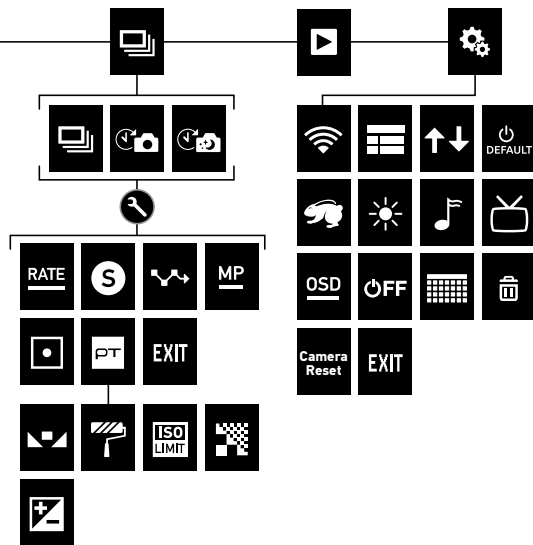 DEFAULT
RATE
S
MP
OSD
OFF
PT
EXIT
Camera
Reset
EXIT
ISO
LIMIT